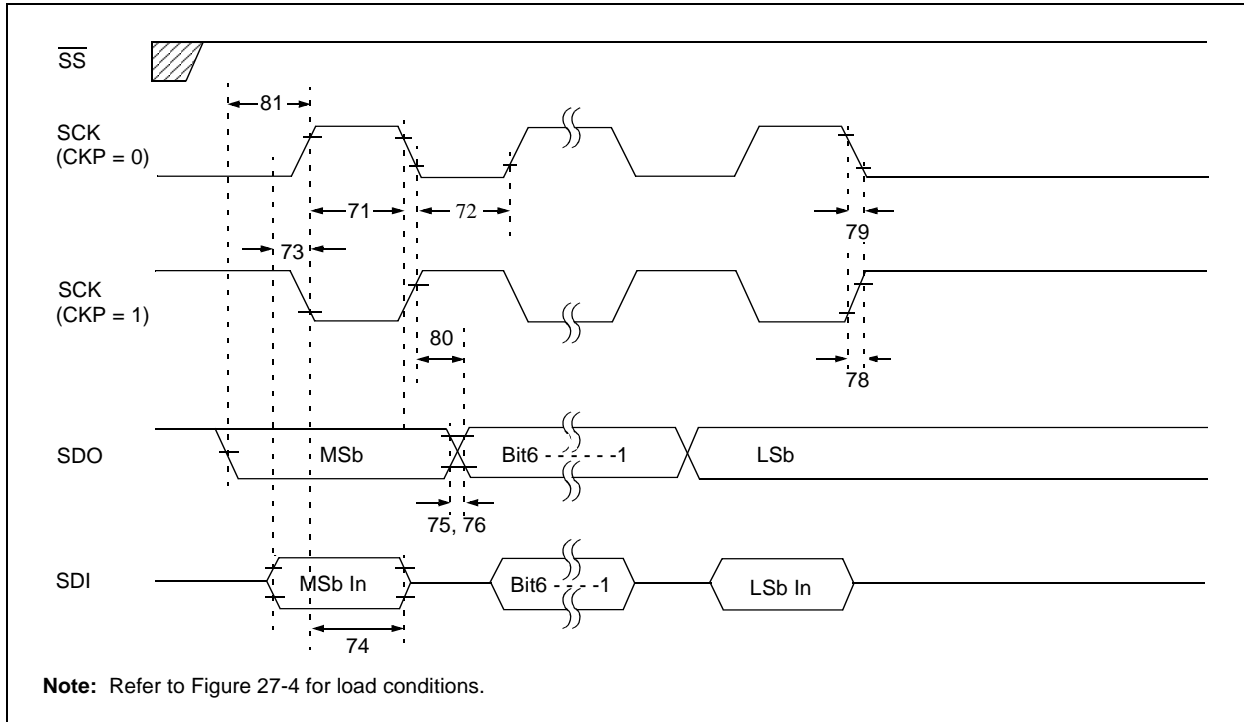 SS
81
SCK
(CKP = 0)
71
72
73
79
SCK
(CKP = 1)
80
78
SDO
MSb
Bit6 - - - - - -1
LSb
75, 76
SDI
MSb In
Bit6 - - - -1
LSb In
74
Note: Refer to Figure 27-4 for load conditions.